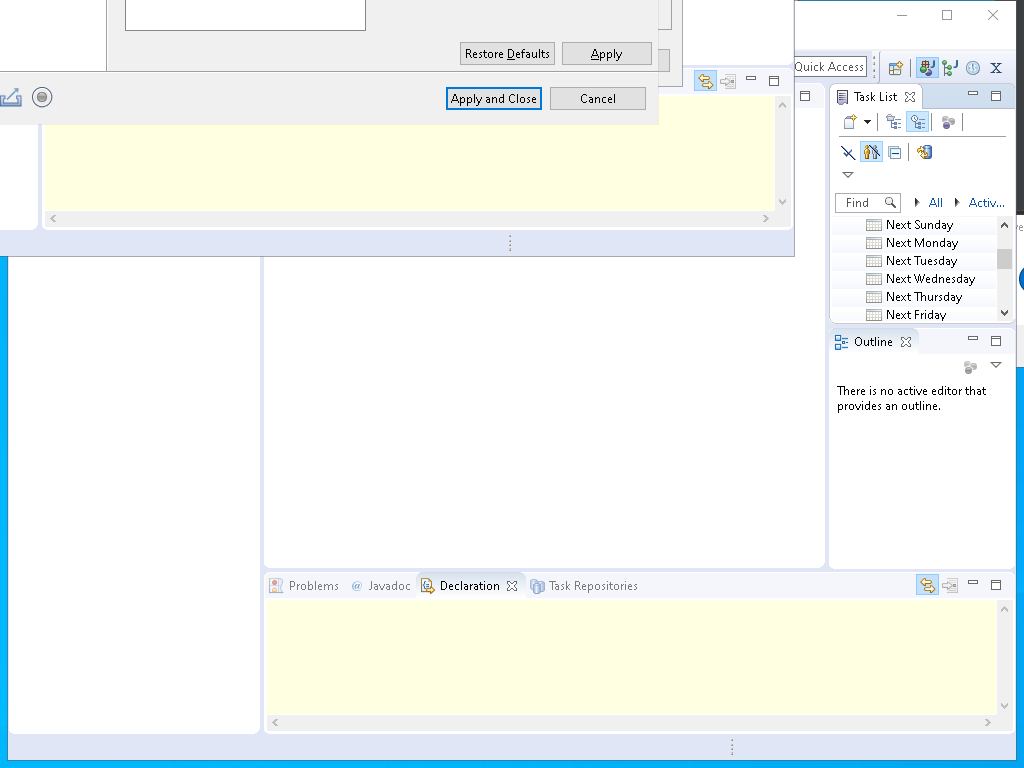 Restore Defaults
Apply
Apply and Close
Cancel
Quick Access
Task List
Find
All
Activ...
Next Sunday
Next Monday
Next Tuesday
Next Wednesday
Next Thursday
Next Friday
Outline
There is no active editor that
provides an outline.
Problems
@ Javadoc
Declaration
Task Repositories